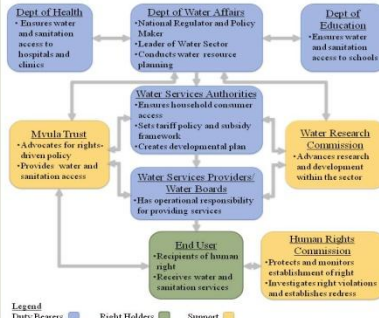 Dept of Health
• Ensures water
and sanitation
access to
hospitals and
clinics
Dept of Water Affairs
• National Regulator and Policy
Maker
• Leader of Water Sector
• Conducts water resource
planning
Dept of
Education
• Ensures water
and sanitation
access to schools
Water Services Authorities
• Ensures household consumer
access
• Sets tariff policy and subsidy
framework
• Creates developmental plan
Mvula Trust
• Advocates for rights-
driven policy
• Provides water and
sanitation access
Water Research
Commission
• Advances research
and development
within the sector
Water Services Providers/
Water Boards
• Has operational responsibility
for providing services
End User
• Recipients of human
right
• Receives water and
sanitation services
Human Rights
Commission
• Protects and monitors
establishment of right
• Investigates right violations
and establishes redress
Legend
Duty Bearers
Right Holders
Support